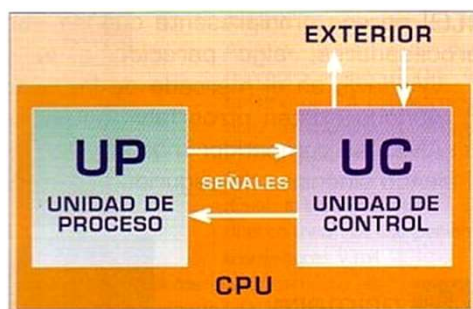 EXTERIOR
UP
UNIDAD DE
PROCESO
SEÑALES
UC
UNIDAD DE
CONTROL
CPU